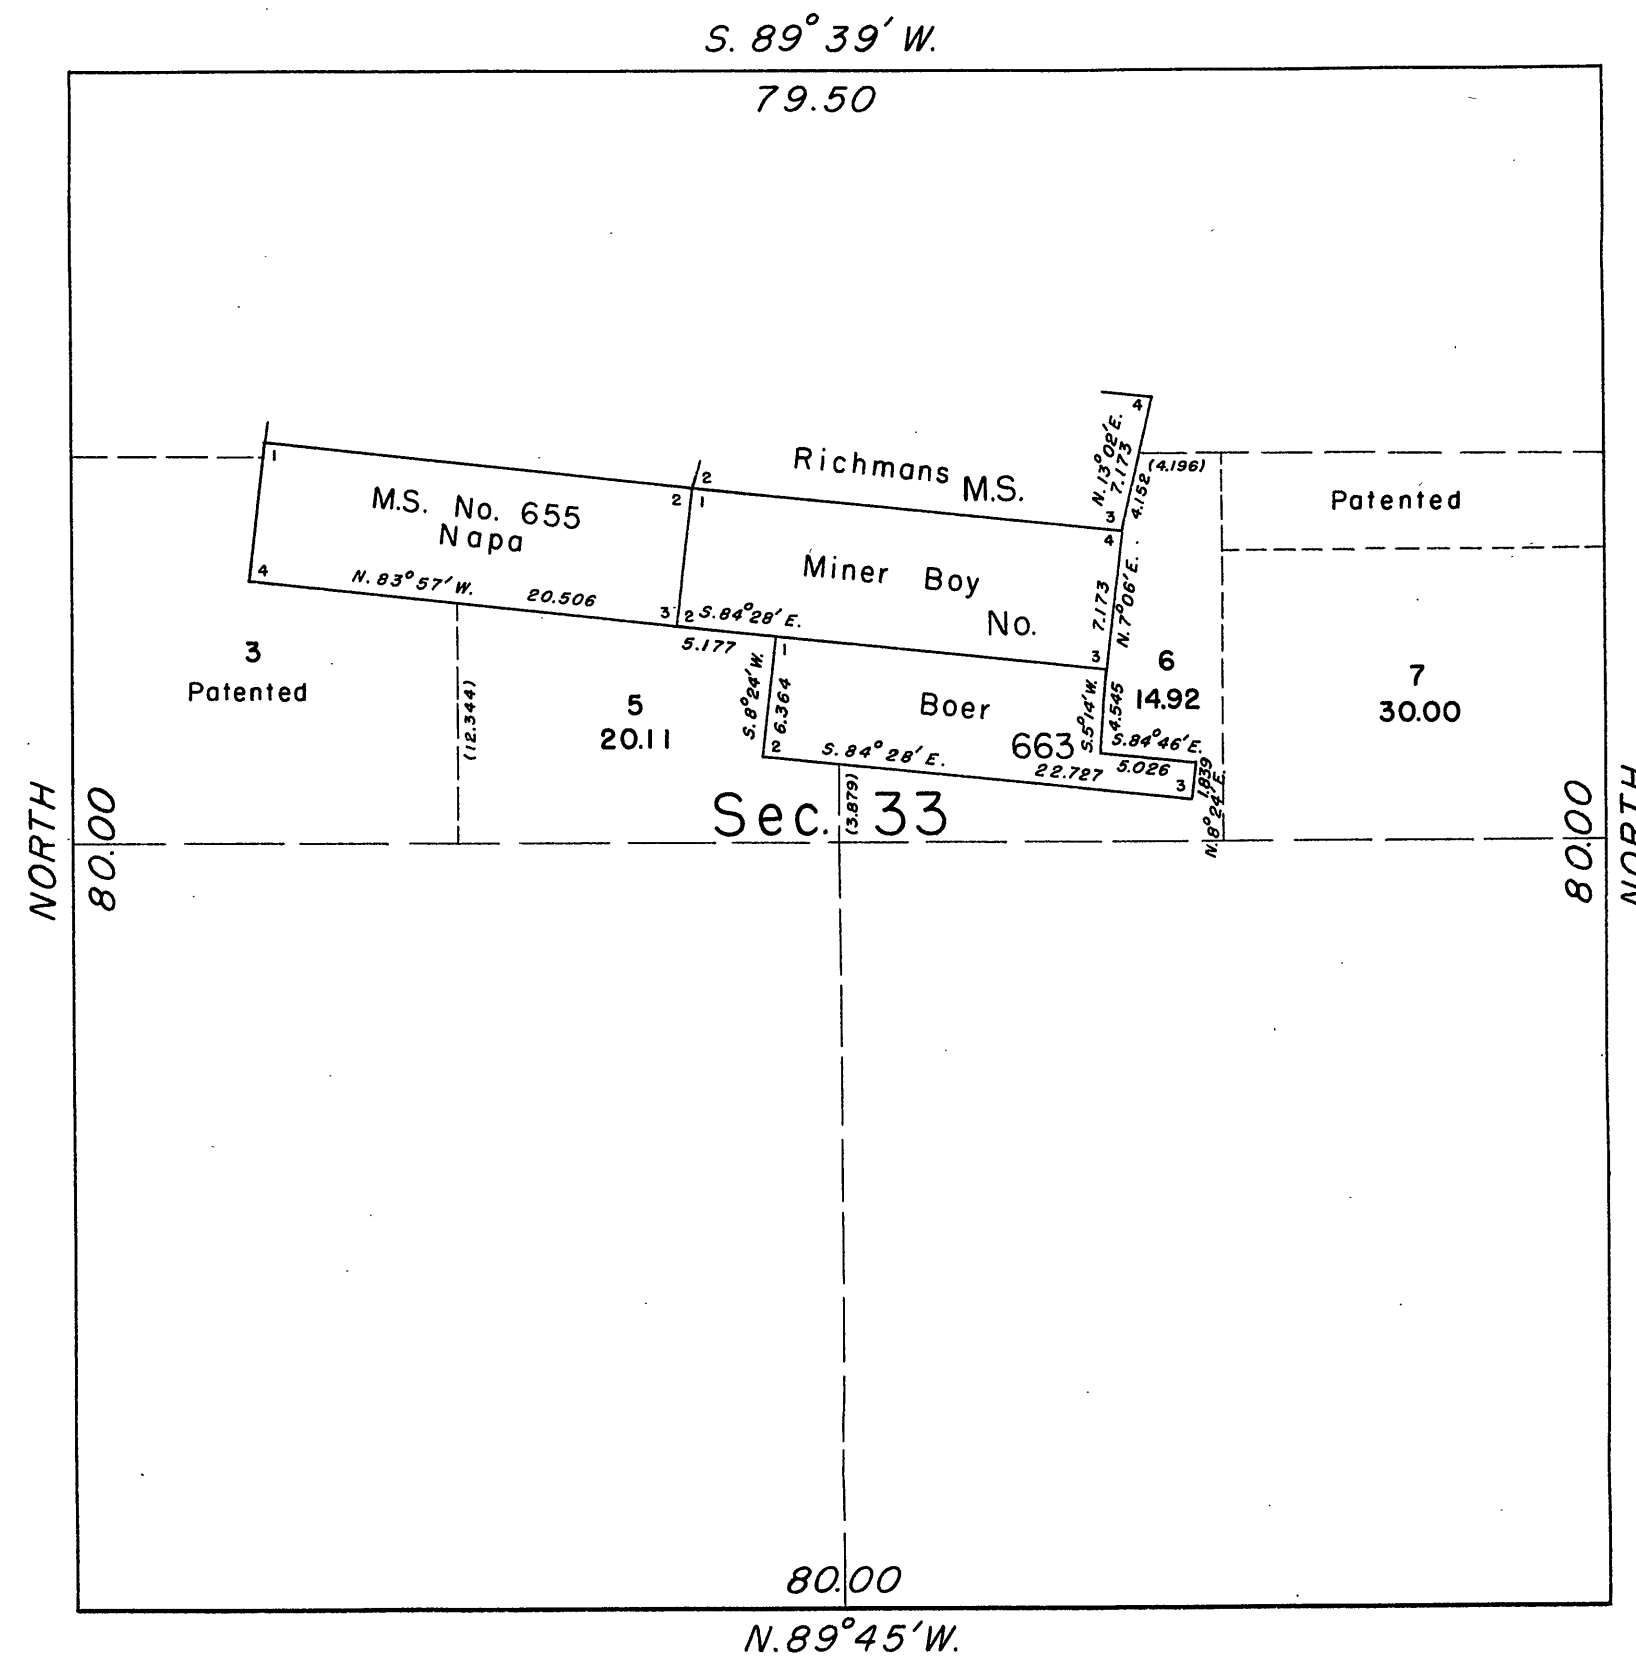 S. 89° 39′ W.
79.50
4
N. 13° 02′ E.
7.173
(4.196)
4.152
Patented
Richmans M.S.
1
2
2
1
3
4
M.S. No. 655
Napa
Miner Boy
No.
4
N. 83° 57′ W.
20.506
3
2
S. 84° 28′ E.
5.177
7.173
N. 7° 06′ E.
3
3
Patented
(12.344)
5
20.11
1
S. 8° 24′ W.
6.364
2
Boer
663
S. 5° 14′ W.
4.545
6
14.92
S. 84° 46′ E.
5.026
7
30.00
S. 84° 28′ E.
22.727
3
1.839
N. 8° 24′ E.
(3.879)
Sec. 33
NORTH
80.00
80.00
NORTH
80.00
N. 89° 45′ W.